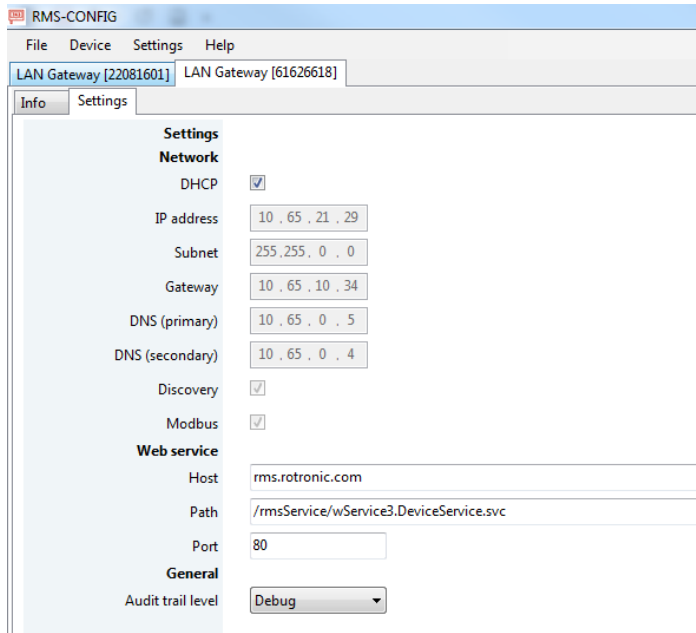 RMS-CONFIG
File Device Settings Help
LAN Gateway [22081601] LAN Gateway [61626618]
Info Settings
Settings
Network
DHCP
IP address 10 . 65 . 21 . 29
Subnet 255 . 255 . 0 . 0
Gateway 10 . 65 . 10 . 34
DNS (primary) 10 . 65 . 0 . 5
DNS (secondary) 10 . 65 . 0 . 4
Discovery
Modbus
Web service
Host rms.rotronic.com
Path /rmsService/wService3.DeviceService.svc
Port 80
General
Audit trail level Debug